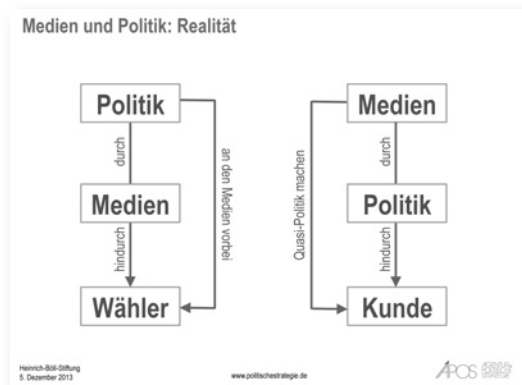 Medien und Politik: Realität
Politik
durch
an den Medien vorbei
Medien
hindurch
Wähler
Medien
Quasi-Politik machen
durch
Politik
hindurch
Kunde
Heinrich-Böll-Stiftung
5. Dezember 2013
www.politischestrategie.de
APOS